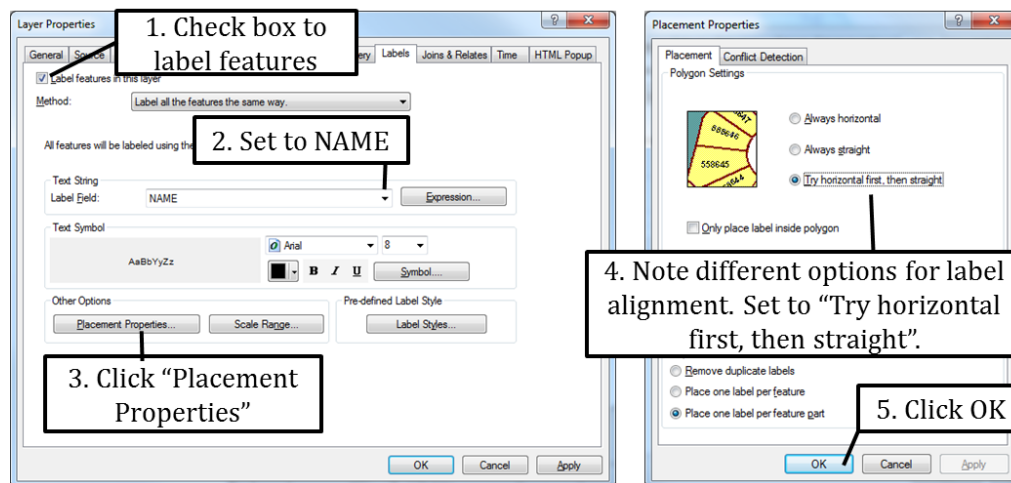 Layer Properties
1. Check box to
label features
General Source
Labels Joins & Relates Time HTML Popup
Label features in this layer
Method: Label all the features the same way.
2. Set to NAME
All features will be labeled using the
Text String
Label Field: NAME Expression...
Text Symbol
AaBbYyZz
Arial 8
B I U Symbol...
Other Options
Pre-defined Label Style
Placement Properties... Scale Range... Label Styles...
3. Click “Placement
Properties”
OK Cancel Apply
Placement Properties
Placement Conflict Detection
Polygon Settings
888646
558645
Always horizontal
Always straight
Try horizontal first, then straight
Only place label inside polygon
4. Note different options for label
alignment. Set to “Try horizontal
first, then straight”.
Remove duplicate labels
Place one label per feature
Place one label per feature part
5. Click OK
OK Cancel Apply